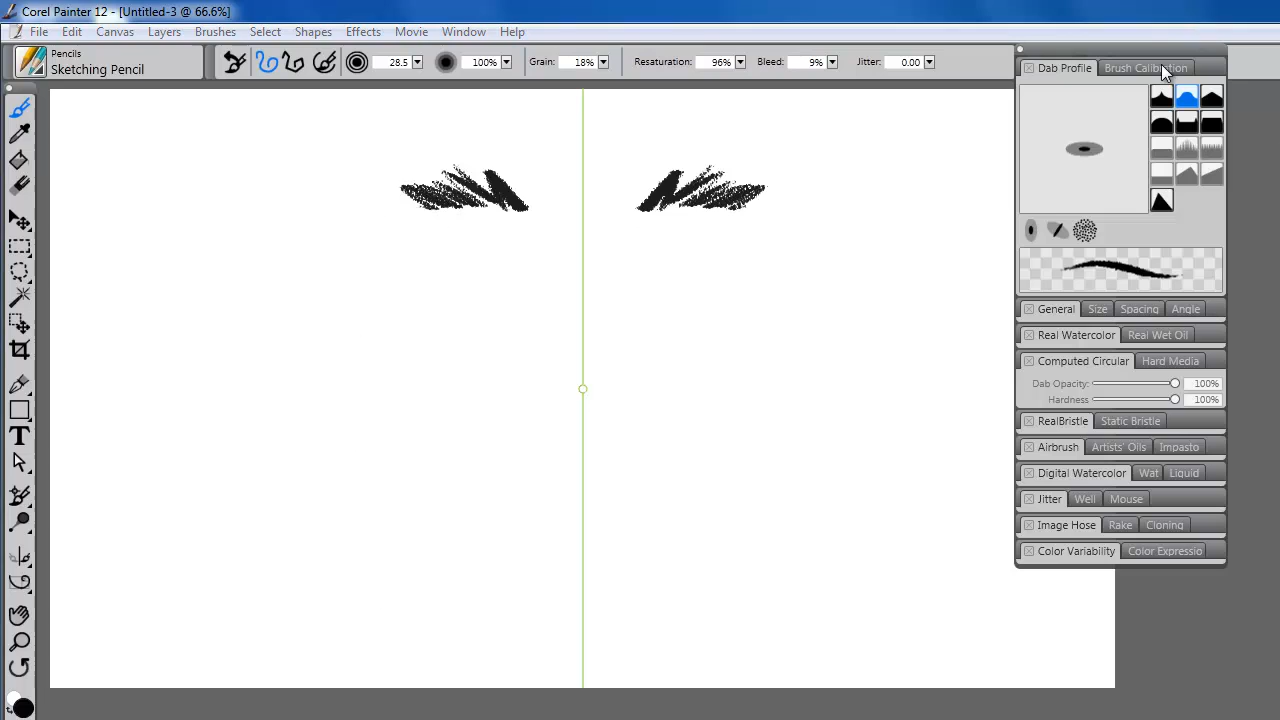 Corel Painter 12 - [Untitled-3 @ 66.6%]
File Edit Canvas Layers Brushes Select Shapes Effects Movie Window Help
Pencils
Sketching Pencil
28.5 100% Grain: 18% Resaturation: 96% Bleed: 9% Jitter: 0.00
Dab Profile Brush Calibration
General Size Spacing Angle
Real Watercolor Real Wet Oil
Computed Circular Hard Media
Dab Opacity: 100%
Hardness 100%
RealBristle Static Bristle
Airbrush Artists' Oils Impasto
Digital Watercolor Wat Liquid
Jitter Well Mouse
Image Hose Rake Cloning
Color Variability Color Expressio